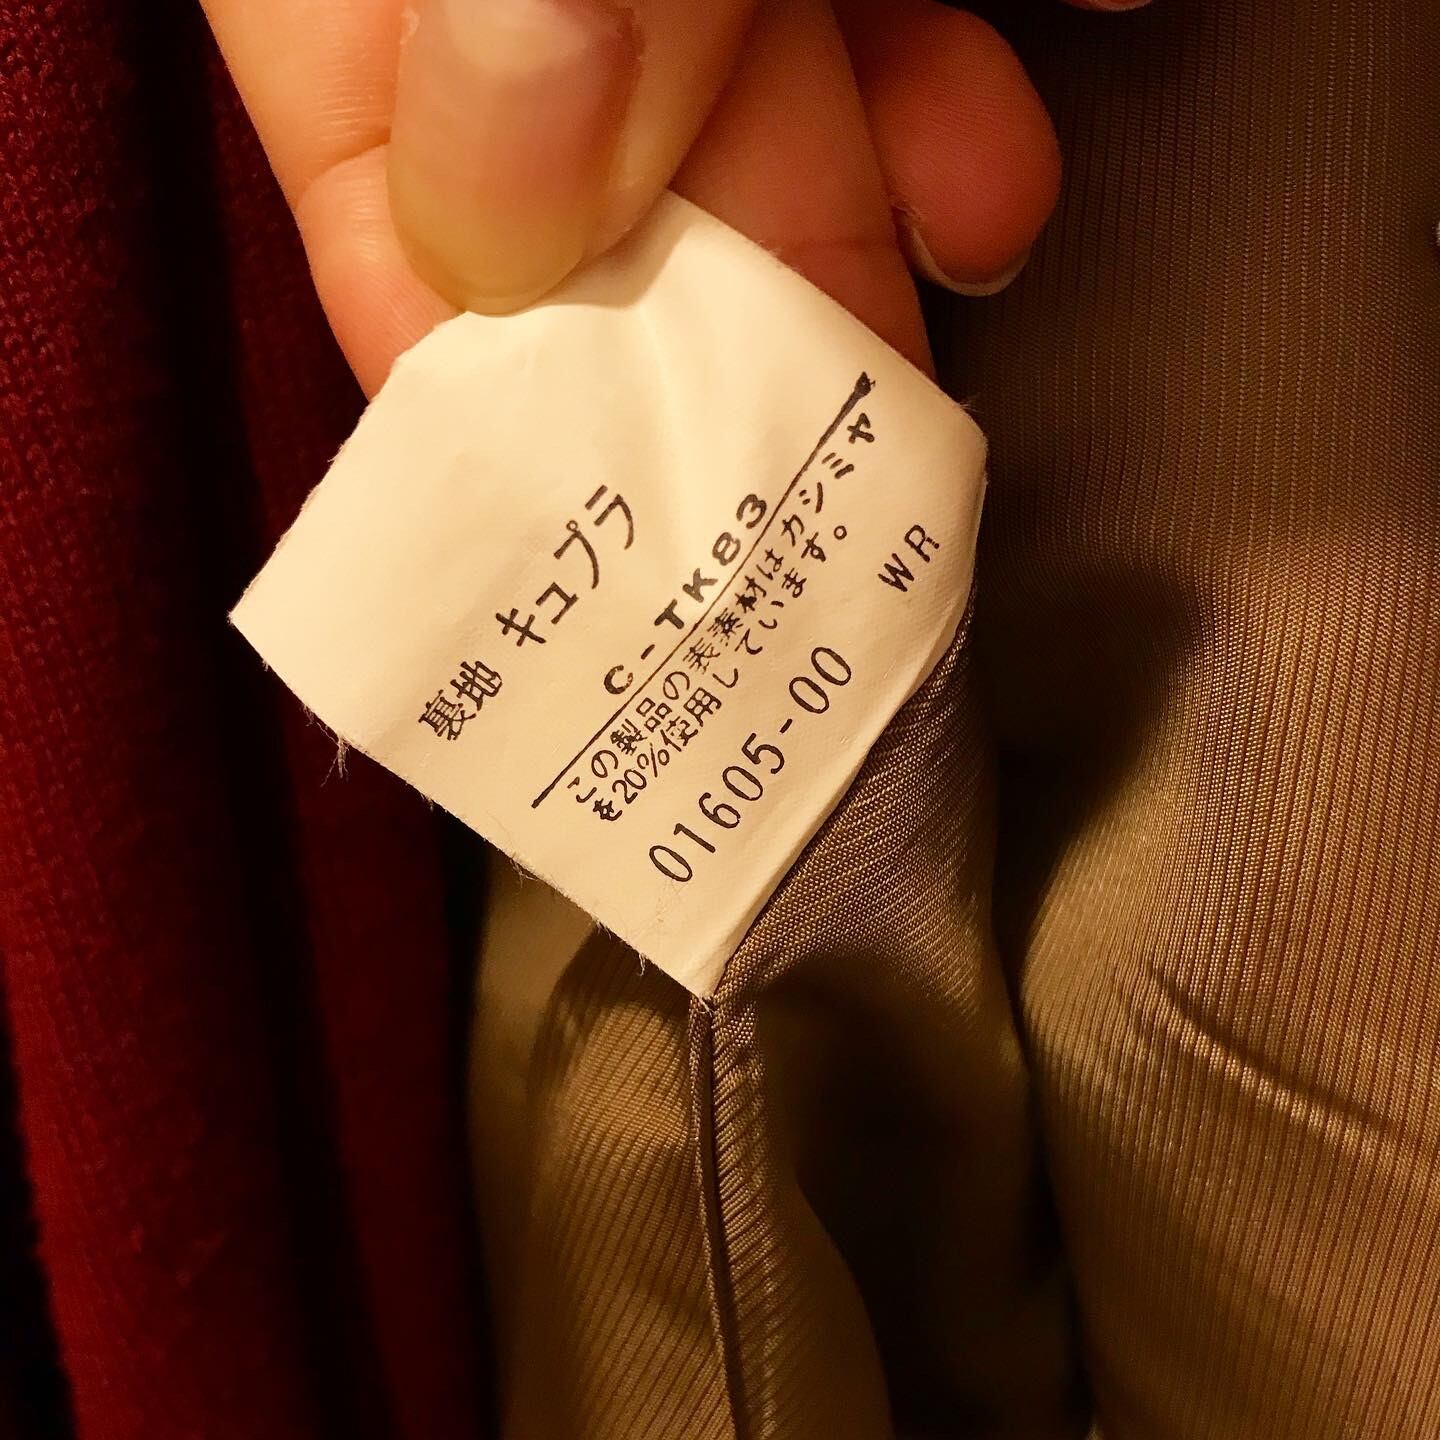 裏地 キュプラ
C-TK83
この製品の表素材はカシミヤ
を20%使用しています。
01605-00
WR